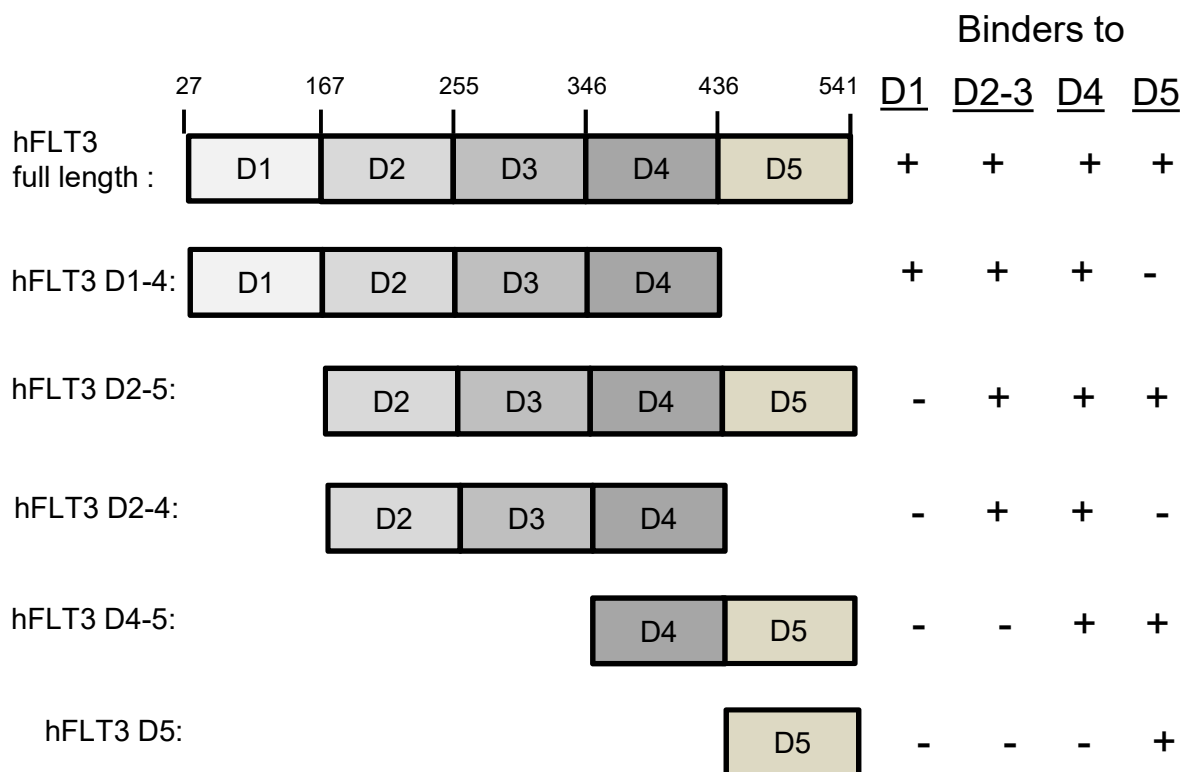 Binders to
27 167 255 346 436 541 D1 D2-3 D4 D5
hFLT3
full length : D1 D2 D3 D4 D5 + + + +
hFLT3 D1-4: D1 D2 D3 D4 + + + -
hFLT3 D2-5: D2 D3 D4 D5 - + + +
hFLT3 D2-4: D2 D3 D4 - + + -
hFLT3 D4-5: D4 D5 - - + +
hFLT3 D5: D5 - - - +